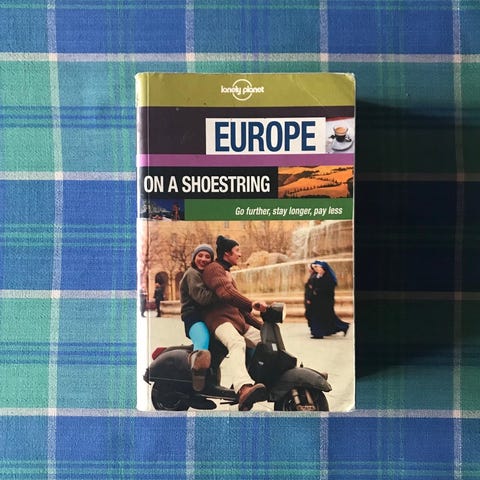 lonely planet
EUROPE
ON A SHOESTRING
Go further, stay longer, pay less